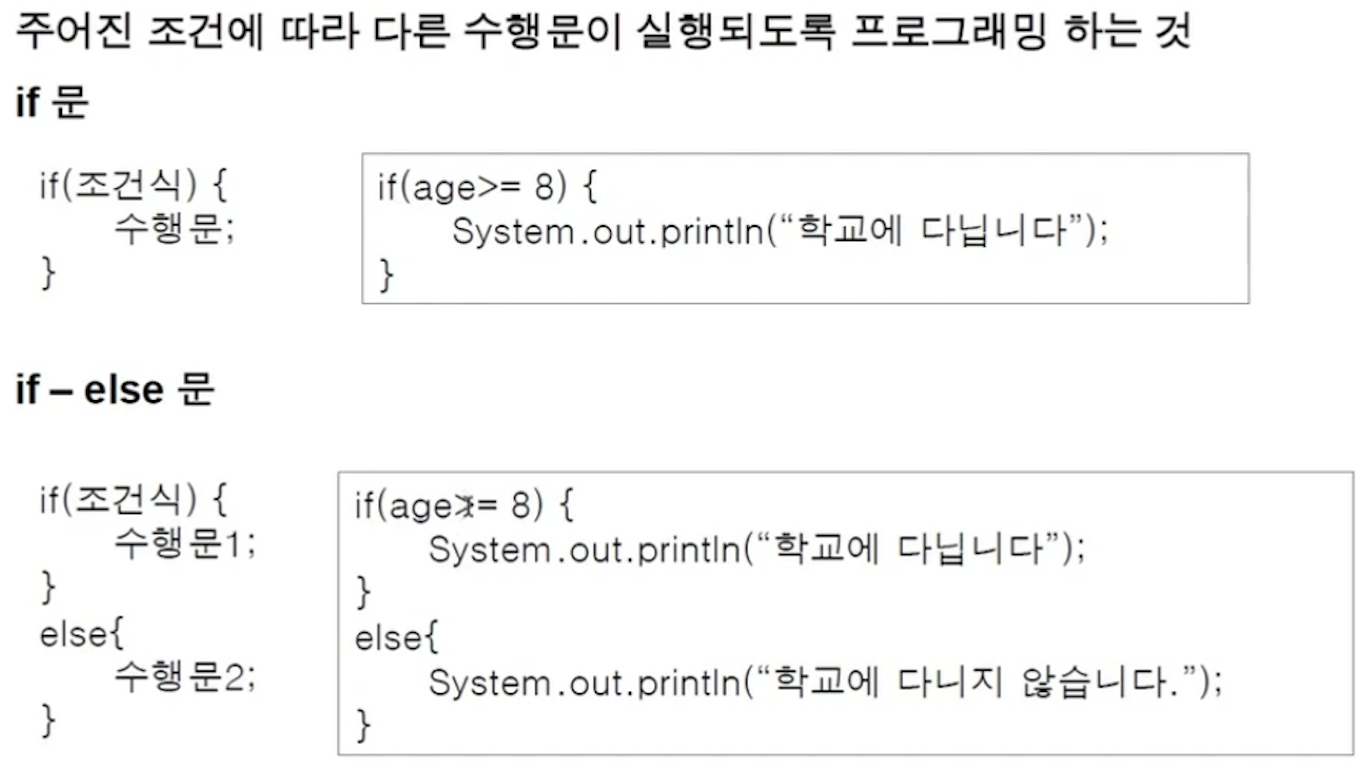 주어진 조건에 따라 다른 수행문이 실행되도록 프로그래밍 하는 것
if 문
if(조건식) {
수행문;
}
if(age>= 8) {
System.out.println(“학교에 다닙니다”);
}
if – else 문
if(조건식) {
수행문1;
}
else{
수행문2;
}
if(age>= 8) {
System.out.println(“학교에 다닙니다”);
}
else{
System.out.println(“학교에 다니지 않습니다.”);
}